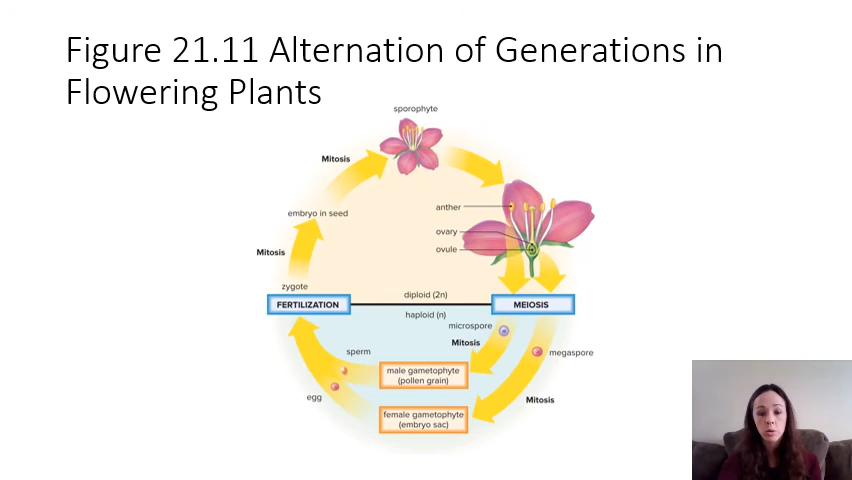 Figure 21.11 Alternation of Generations in
Flowering Plants
sporophyte
Mitosis
anther
embryo in seed
ovary
ovule
Mitosis
zygote
FERTILIZATION
diploid (2n)
MEIOSIS
haploid (n)
microspore
Mitosis
megaspore
sperm
male gametophyte
(pollen grain)
egg
Mitosis
female gametophyte
(embryo sac)